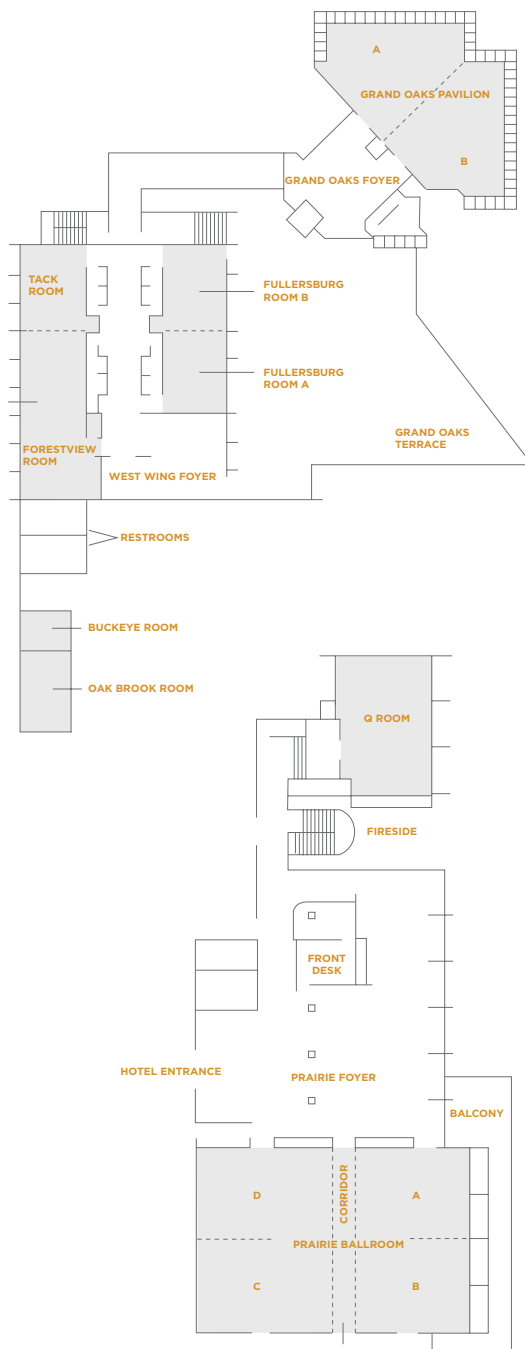 A
GRAND OAKS PAVILION
B
GRAND OAKS FOYER
TACK
ROOM
FULLERSBURG
ROOM B
FULLERSBURG
ROOM A
GRAND OAKS
TERRACE
FORESTVIEW
ROOM
WEST WING FOYER
RESTROOMS
BUCKEYE ROOM
OAK BROOK ROOM
Q ROOM
FIRESIDE
FRONT
DESK
HOTEL ENTRANCE
PRAIRIE FOYER
BALCONY
CORRIDOR
D
A
PRAIRIE BALLROOM
C
B